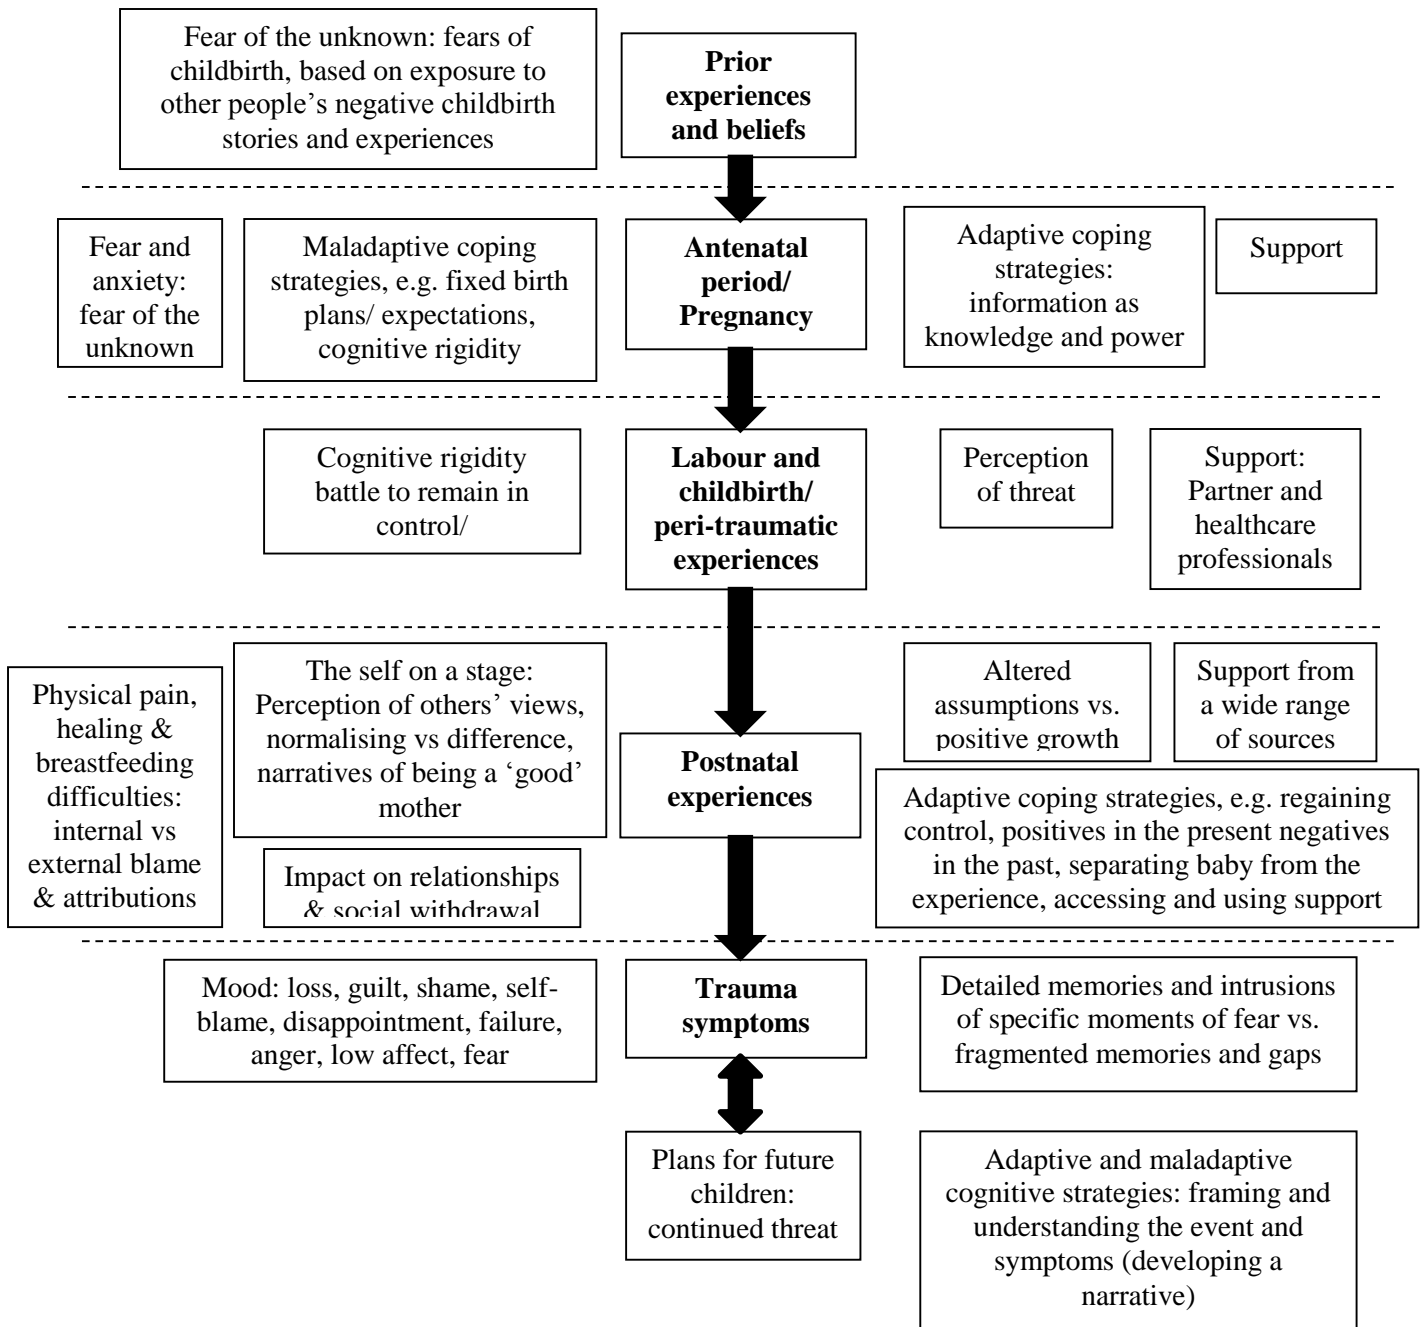 Fear of the unknown: fears of
childbirth, based on exposure to
other people’s negative childbirth
stories and experiences
Prior
experiences
and beliefs
Fear and
anxiety:
fear of the
unknown
Maladaptive coping
strategies, e.g. fixed birth
plans/ expectations,
cognitive rigidity
Antenatal
period/
Pregnancy
Adaptive coping
strategies:
information as
knowledge and power
Support
Cognitive rigidity
battle to remain in
control/
Labour and
childbirth/
peri-traumatic
experiences
Perception
of threat
Support:
Partner and
healthcare
professionals
Physical pain,
healing &
breastfeeding
difficulties:
internal vs
external blame
& attributions
The self on a stage:
Perception of others’ views,
normalising vs difference,
narratives of being a ‘good’
mother
Impact on relationships
& social withdrawal
Postnatal
experiences
Altered
assumptions vs.
positive growth
Support from
a wide range
of sources
Adaptive coping strategies, e.g. regaining
control, positives in the present negatives
in the past, separating baby from the
experience, accessing and using support
Mood: loss, guilt, shame, self-
blame, disappointment, failure,
anger, low affect, fear
Trauma
symptoms
Detailed memories and intrusions
of specific moments of fear vs.
fragmented memories and gaps
Plans for future
children:
continued threat
Adaptive and maladaptive
cognitive strategies: framing and
understanding the event and
symptoms (developing a
narrative)